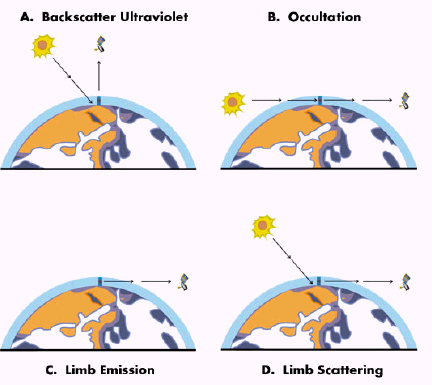 A. Backscatter Ultraviolet
B. Occultation
C. Limb Emission
D. Limb Scattering